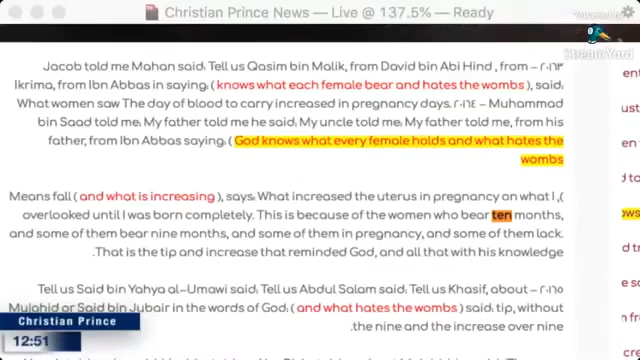 Christian Prince News — Live @ 137.5% — Ready
Powered by
StreamYard
Jacob told me Mahan said: Tell us Qasim bin Malik, from David bin Abi Hind , from - ٢٠١٦٣
Ikrima, from Ibn Abbas in saying: ( knows what each female bear and hates the wombs ), said:
What women saw The day of blood to carry increased in pregnancy days. ٢٠١٦٤ - Muhammad
bin Saad told me: My father told me he said: My uncle told me: My father told me, from his
father, from Ibn Abbas saying: ( God knows what every female holds and what hates the
wombs
Means fall ( and what is increasing ), says: What increased the uterus in pregnancy on what I ,(
overlooked until I was born completely. This is because of the women who bear ten months,
and some of them bear nine months, and some of them in pregnancy, and some of them lack.
.That is the tip and increase that reminded God, and all that with his knowledge
Tell us Said bin Yahya al-Umawi said: Tell us Abdul Salam said: Tell us Khasif, about - ٢٠١٦٥
Mujahid or Said bin Jubair in the words of God: ( and what hates the wombs ) said: tip, without
.the nine and the increase over nine
Christian Prince
12:51